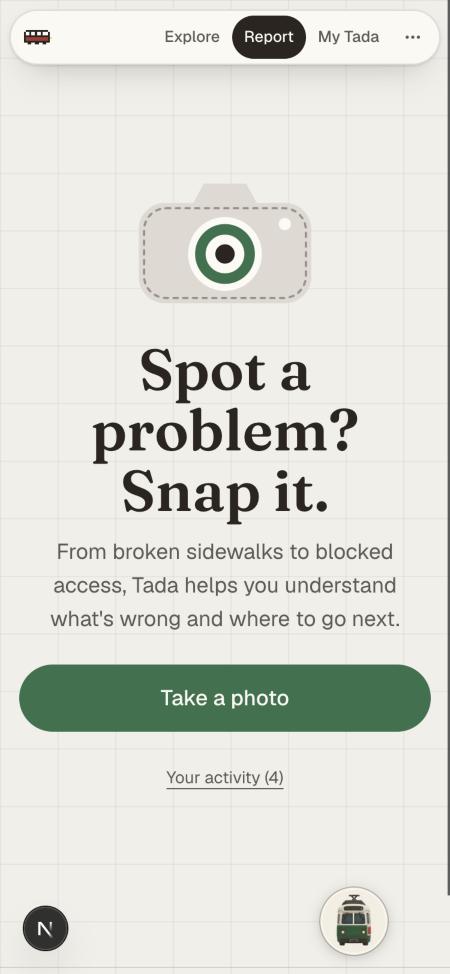 Explore Report My Tada
Spot a
problem?
Snap it.
From broken sidewalks to blocked
access, Tada helps you understand
what's wrong and where to go next.
Take a photo
Your activity (4)
N